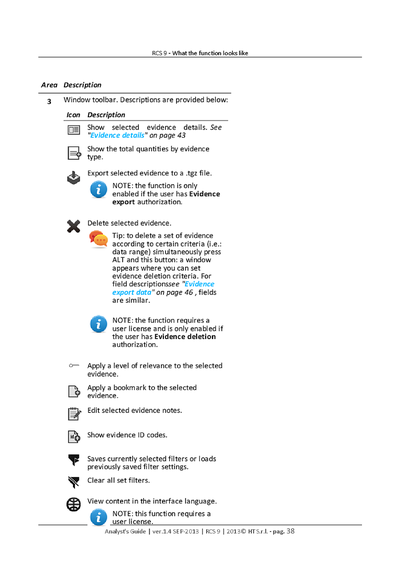 RCS 9 - What the function looks like
Area Description
3 Window toolbar. Descriptions are provided below:
Icon Description
Show selected evidence details. See
"Evidence details" on page 43
Show the total quantities by evidence
type.
Export selected evidence to a .tgz file.
NOTE: the function is only
enabled if the user has Evidence
export authorization.
Delete selected evidence.
Tip: to delete a set of evidence
according to certain criteria (i.e.:
data range) simultaneously press
ALT and this button: a window
appears where you can set
evidence deletion criteria. For
field descriptionssee "Evidence
export data" on page 46 , fields
are similar.
NOTE: the function requires a
user license and is only enabled if
the user has Evidence deletion
authorization.
Apply a level of relevance to the selected
evidence.
Apply a bookmark to the selected
evidence.
Edit selected evidence notes.
Show evidence ID codes.
Saves currently selected filters or loads
previously saved filter settings.
Clear all set filters.
View content in the interface language.
NOTE: this function requires a
user license.
Analyst's Guide | ver.1.4 SEP-2013 | RCS 9 | 2013© HT S.r.l. - pag. 38